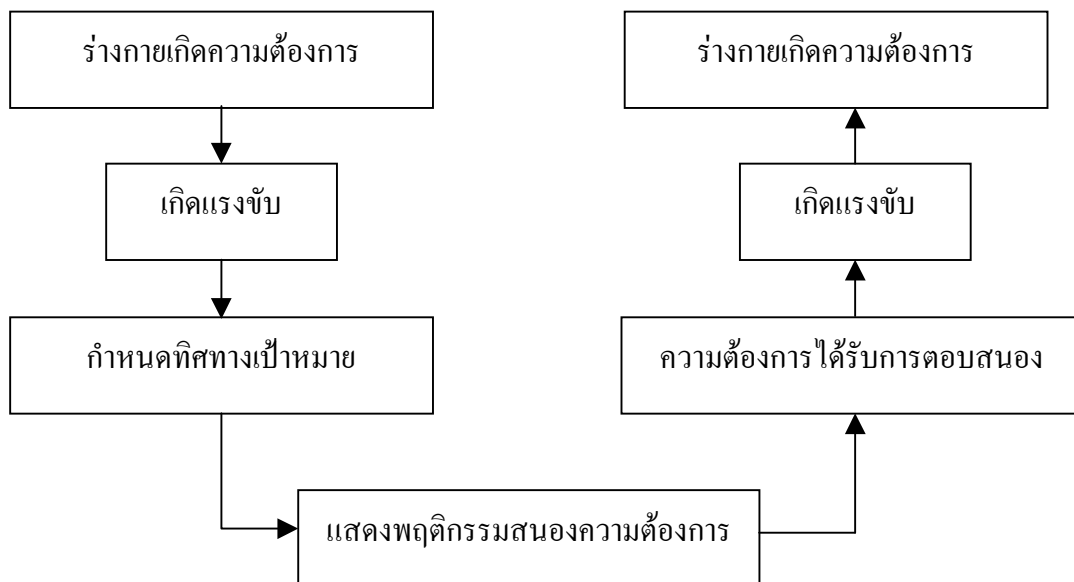 ร่างกายเกิดความต้องการ
ร่างกายเกิดความต้องการ
เกิดแรงขับ
เกิดแรงขับ
กำหนดทิศทางเป้าหมาย
ความต้องการได้รับการตอบสนอง
แสดงพฤติกรรมสนองความต้องการ